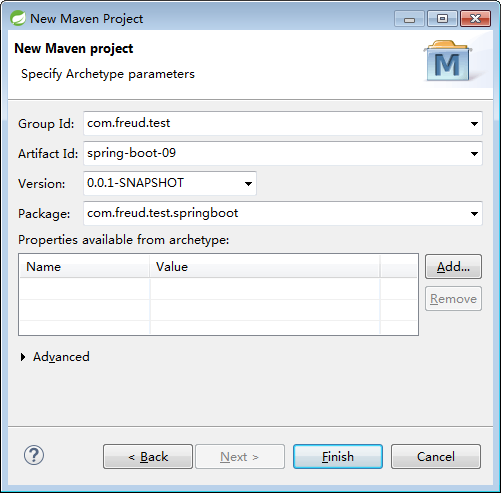 New Maven Project
New Maven project
Specify Archetype parameters
M
Group Id: com.freud.test
Artifact Id: spring-boot-09
Version: 0.0.1-SNAPSHOT
Package: com.freud.test.springboot
Properties available from archetype:
Name Value
Add...
Remove
Advanced
? < Back Next > Finish Cancel